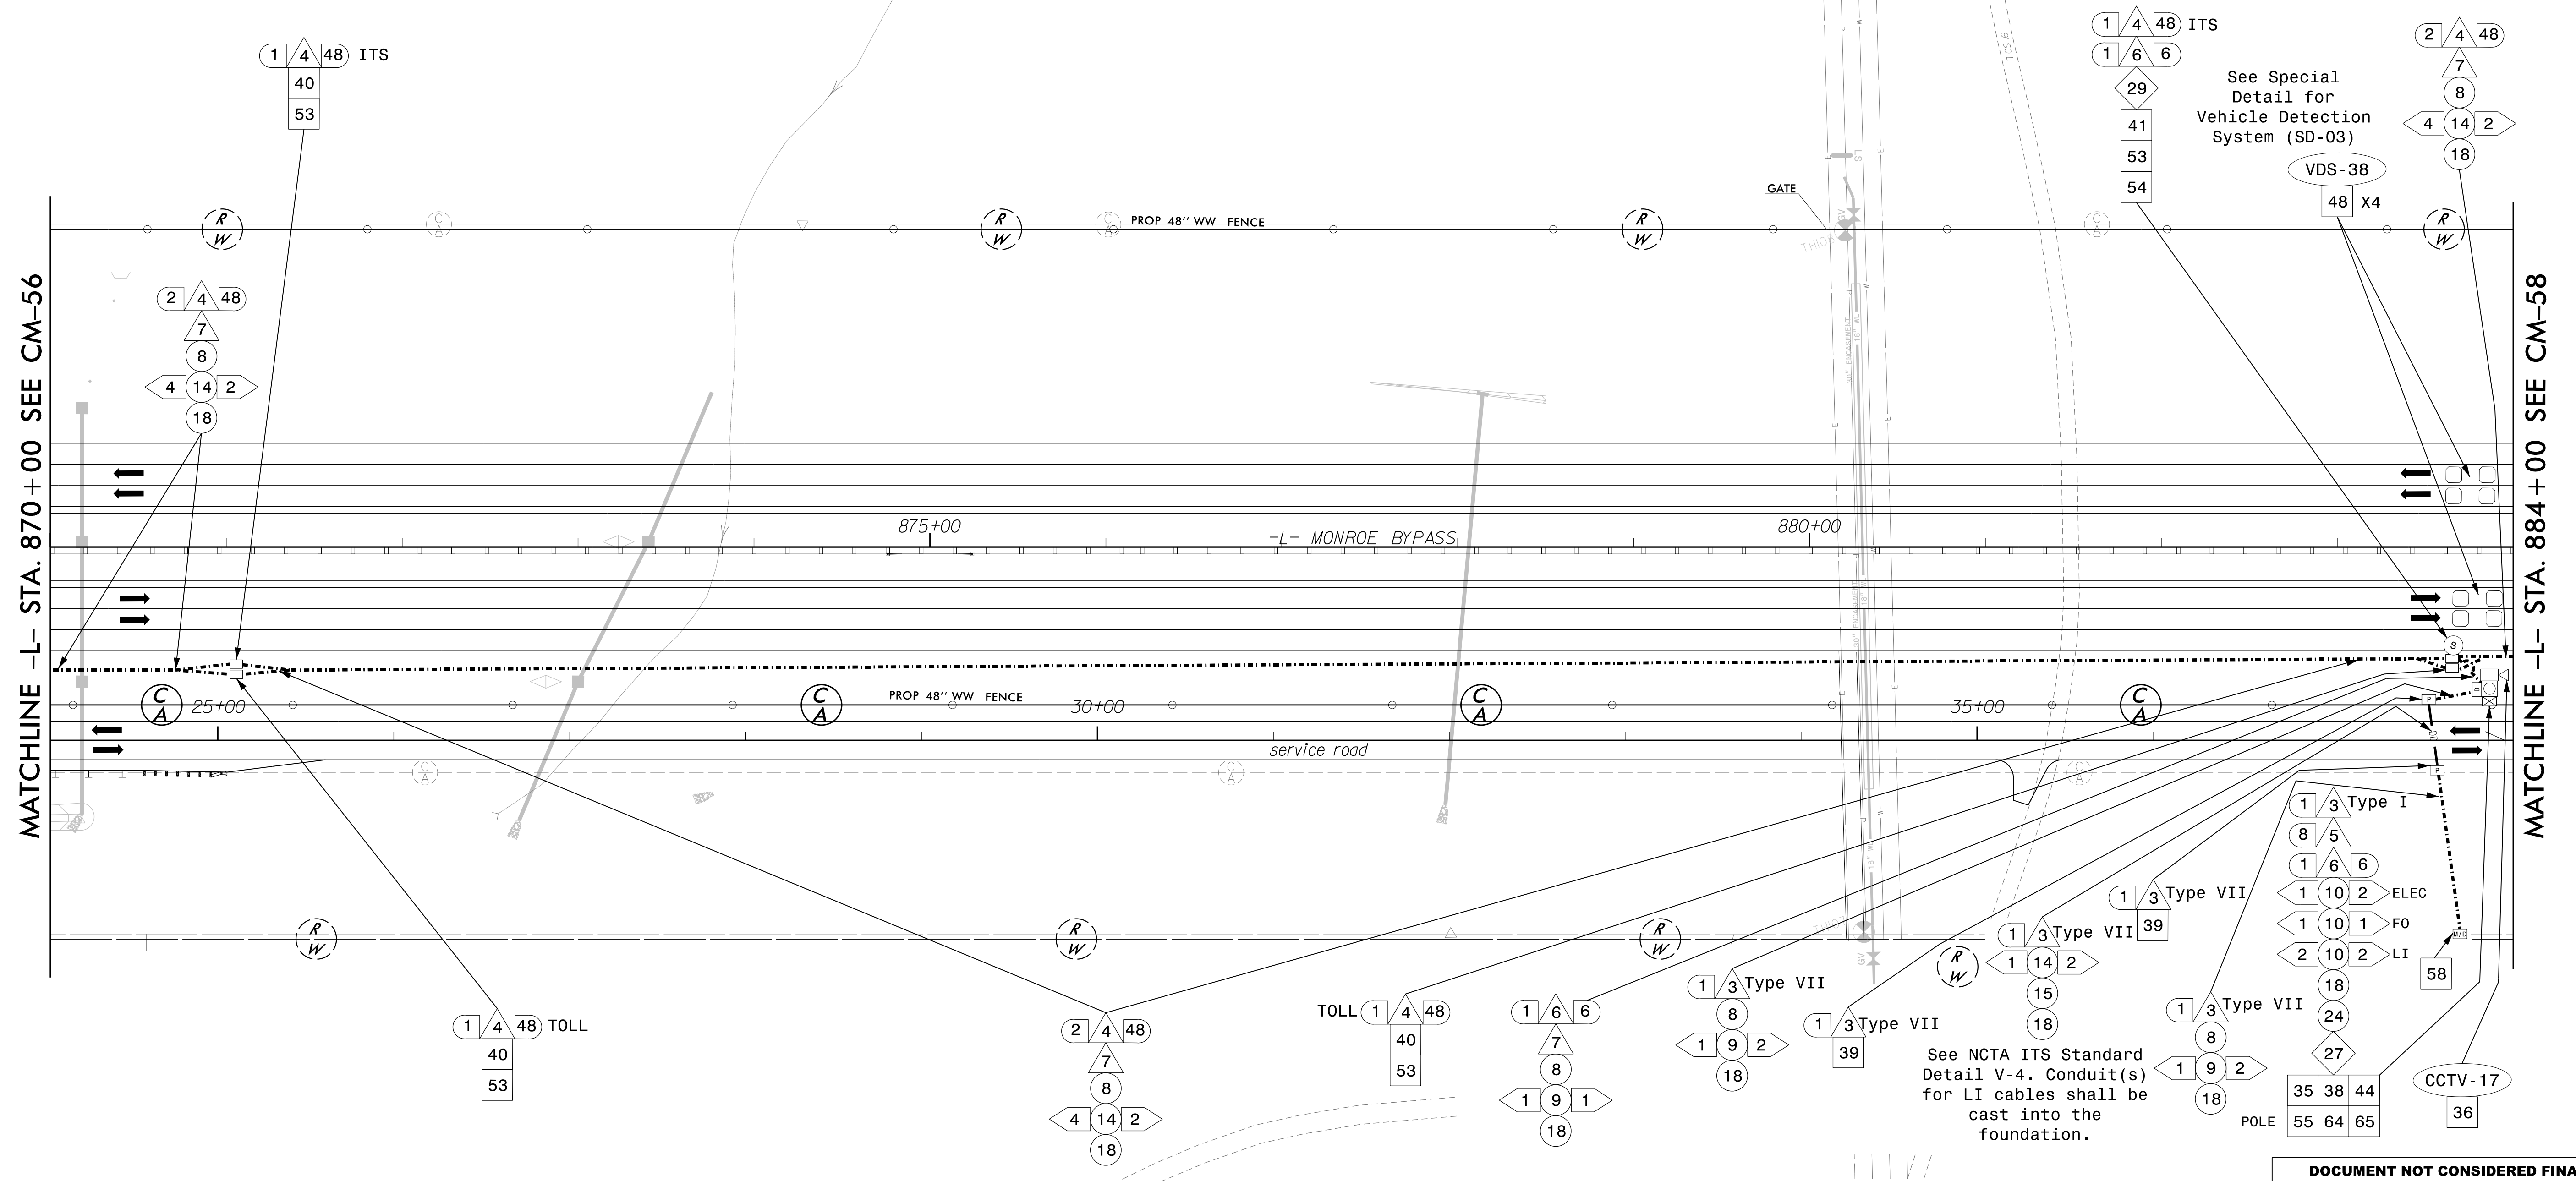 1 4 48 ITS
40
53
1 4 48 ITS
1 6 6
29
41
53
54
See Special
Detail for
Vehicle Detection
System (SD-03)
VDS-38
48 X4
2 4 48
7
8
4 14 2
18
9" SOIL
GATE
LS
GV
R
W
R
W
R
W
R
W
C
A
C
A
C
A
PROP 48" WW FENCE
2 4 48
7
8
4 14 2
18
MATCHLINE -L- STA. 870+00 SEE CM-56
MATCHLINE -L- STA. 884+00 SEE CM-58
30" ENCASEMENT
18" WL
875+00
880+00
-L- MONROE BYPASS
S
C
A
C
A
C
A
C
A
PROP 48" WW FENCE
25+00
30+00
35+00
D
P
P
service road
C
A
C
A
C
A
R
W
R
W
R
W
R
W
GV
M/D
1 4 48 TOLL
40
53
2 4 48
7
8
4 14 2
18
TOLL 1 4 48
40
53
1 6 6
7
8
1 9 1
18
1 3 Type VII
8
1 9 2
18
1 3 Type VII
39
1 3 Type VII
1 14 2
15
18
See NCTA ITS Standard
Detail V-4. Conduit(s)
for LI cables shall be
cast into the
foundation.
1 3 Type VII
39
1 3 Type VII
8
1 9 2
18
1 3 Type I
8 5
1 6 6
1 10 2 ELEC
1 10 1 FO
2 10 2 LI
18
24
27
35 38 44
POLE 55 64 65
58
CCTV-17
36
DOCUMENT NOT CONSIDERED FINA